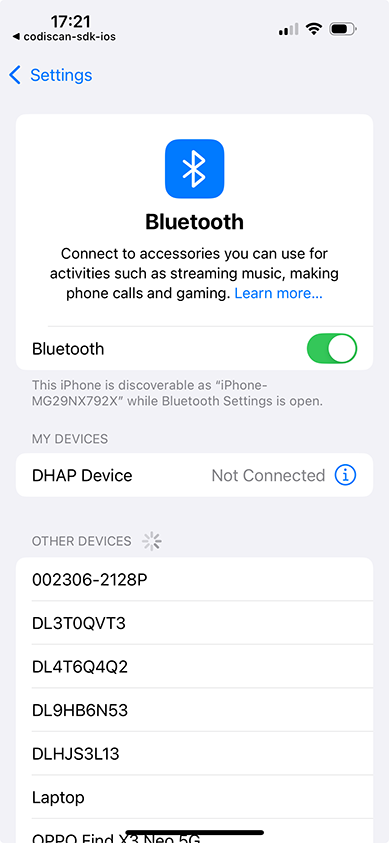 17:21
◀ codiscan-sdk-ios
Settings
Bluetooth
Connect to accessories you can use for
activities such as streaming music, making
phone calls and gaming. Learn more...
Bluetooth
This iPhone is discoverable as “iPhone-
MG29NX792X” while Bluetooth Settings is open.
MY DEVICES
DHAP Device Not Connected
OTHER DEVICES
002306-2128P
DL3T0QVT3
DL4T6Q4Q2
DL9HB6N53
DLHJS3L13
Laptop
OPPO Find X3 Neo 5G